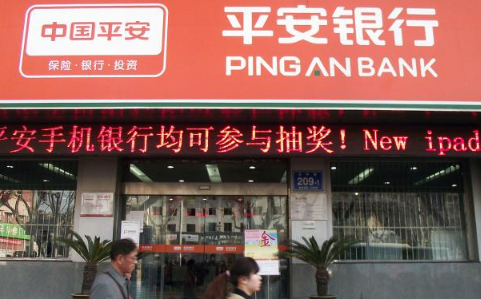 中国平安
保险·银行·投资
平安银行
PING AN BANK
平安手机银行均可参与抽奖! New ipad
209
金